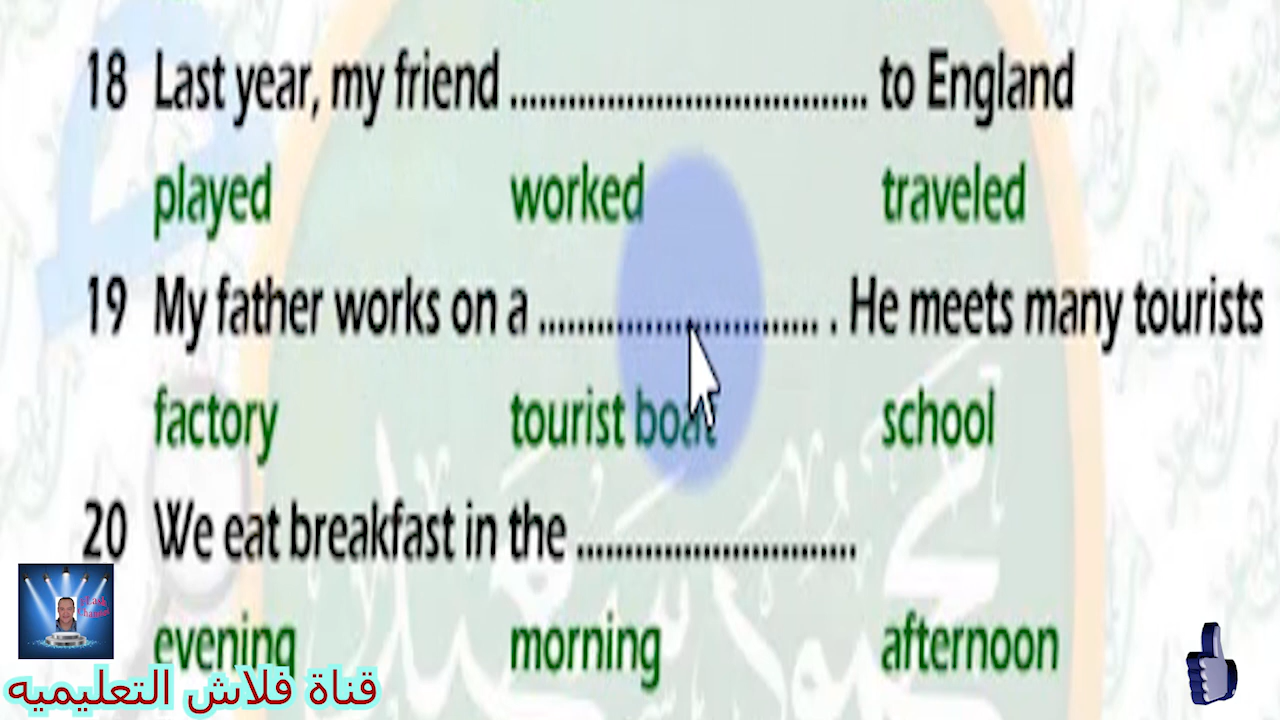 18 Last year, my friend ..................................... to England
played worked traveled
19 My father works on a ............................. . He meets many tourists
factory tourist boat school
20 We eat breakfast in the .............................
evening morning afternoon
قناة فلاش التعليميه